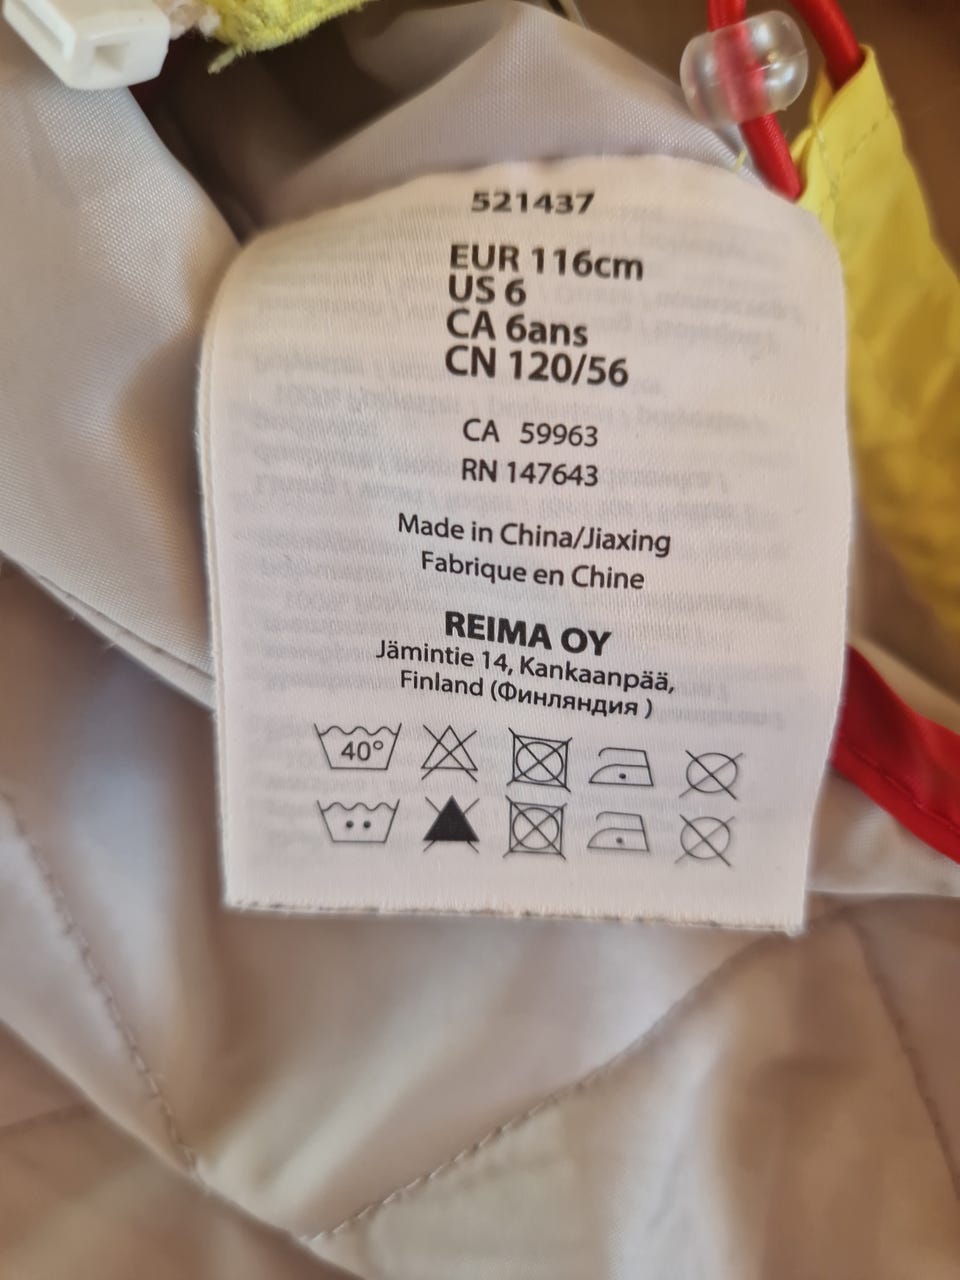 521437
EUR 116cm
US 6
CA 6ans
CN 120/56
CA 59963
RN 147643
Made in China/Jiaxing
Fabrique en Chine
REIMA OY
Jämintie 14, Kankaanpää,
Finland (Финляндия )
40°